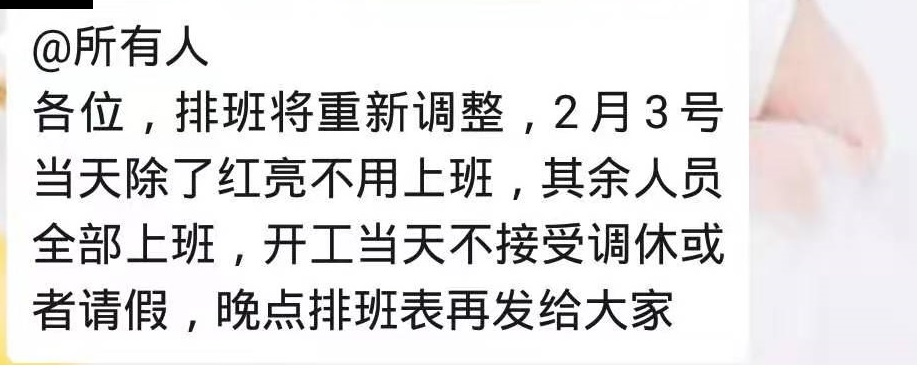 @所有人
各位，排班将重新调整，2月3号
当天除了红亮不用上班，其余人员
全部上班，开工当天不接受调休或
者请假，晚点排班表再发给大家